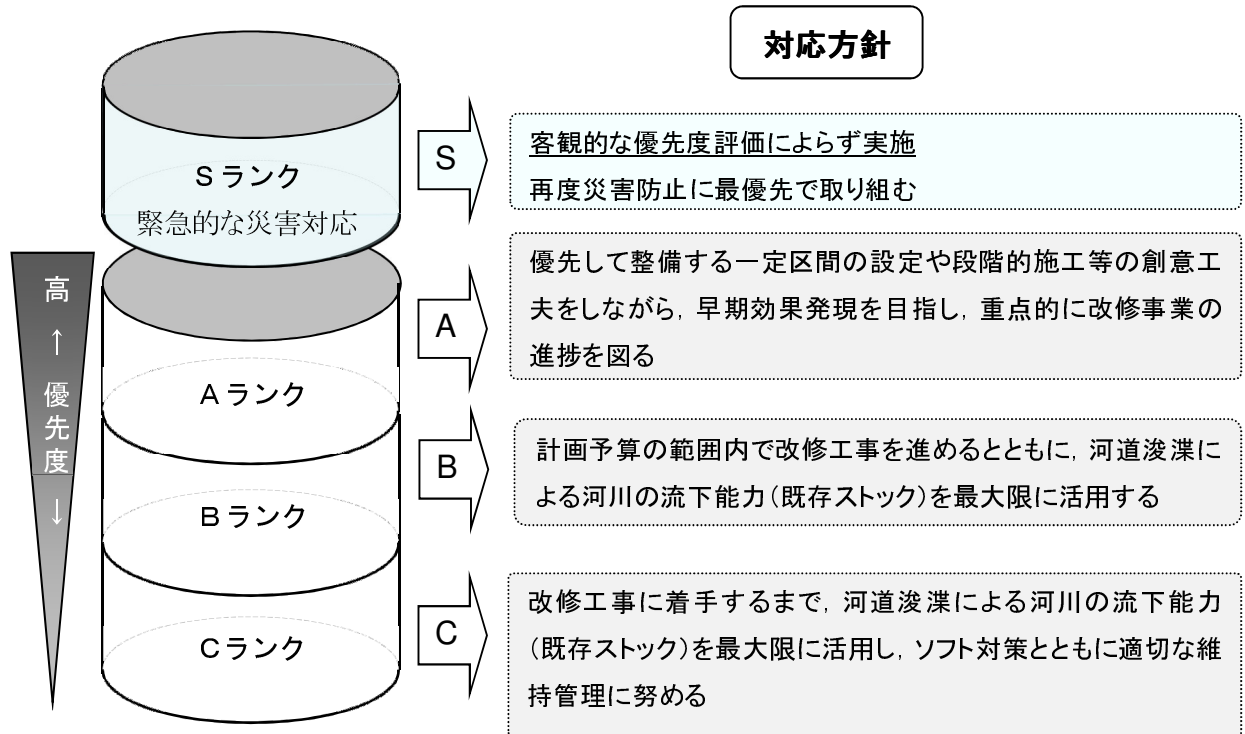 対応方針
Sランク
緊急的な災害対応
S
客観的な優先度評価によらず実施
再度災害防止に最優先で取り組む
高
↑
優
先
度
↓
Aランク
A
優先して整備する一定区間の設定や段階的施工等の創意工
夫をしながら,早期効果発現を目指し,重点的に改修事業の
進捗を図る
Bランク
B
計画予算の範囲内で改修工事を進めるとともに,河道浚渫に
よる河川の流下能力(既存ストック)を最大限に活用する
Cランク
C
改修工事に着手するまで,河道浚渫による河川の流下能力
(既存ストック)を最大限に活用し,ソフト対策とともに適切な維
持管理に努める